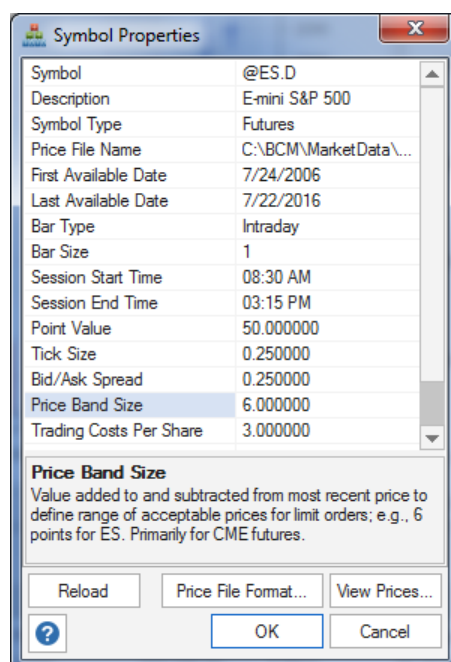 Symbol Properties
MAMA
Symbol @ES.D
Description E-mini S&P 500
Symbol Type Futures
Price File Name C:\BCM\MarketData\...
First Available Date 7/24/2006
Last Available Date 7/22/2016
Bar Type Intraday
Bar Size 1
Session Start Time 08:30 AM
Session End Time 03:15 PM
Point Value 50.000000
Tick Size 0.250000
Bid/Ask Spread 0.250000
Price Band Size 6.000000
Trading Costs Per Share 3.000000
Price Band Size
Value added to and subtracted from most recent price to
define range of acceptable prices for limit orders; e.g., 6
points for ES. Primarily for CME futures.
Reload Price File Format... View Prices...
? OK Cancel